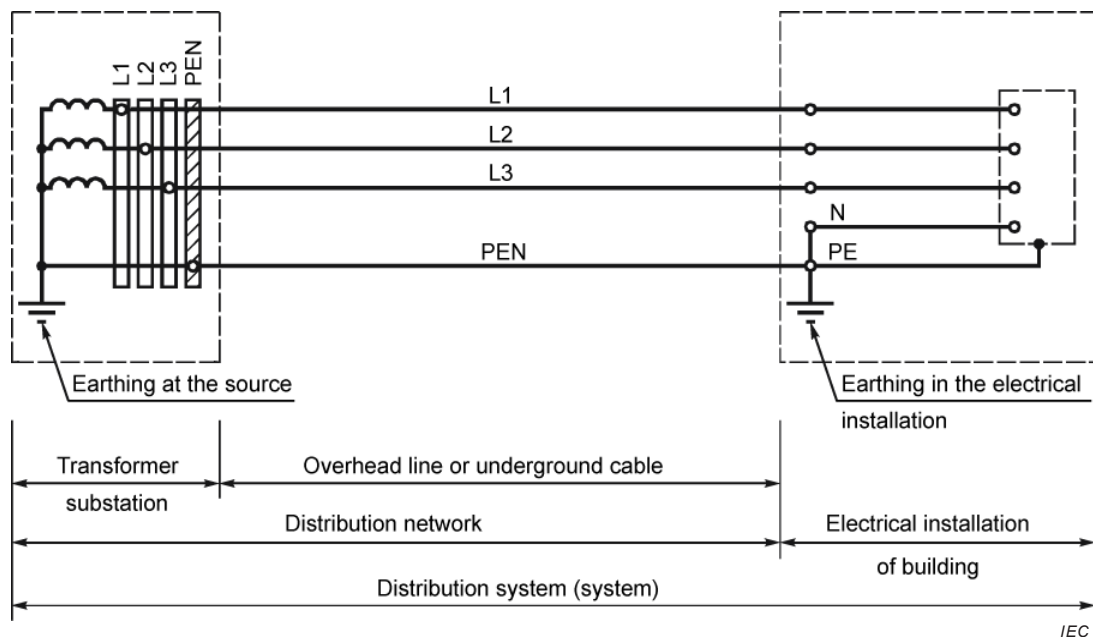 L1
L2
L3
PEN
L1
L2
L3
N
PEN
PE
Earthing at the source
Earthing in the electrical
installation
Transformer
substation
Overhead line or underground cable
Distribution network
Electrical installation
of building
Distribution system (system)
IEC